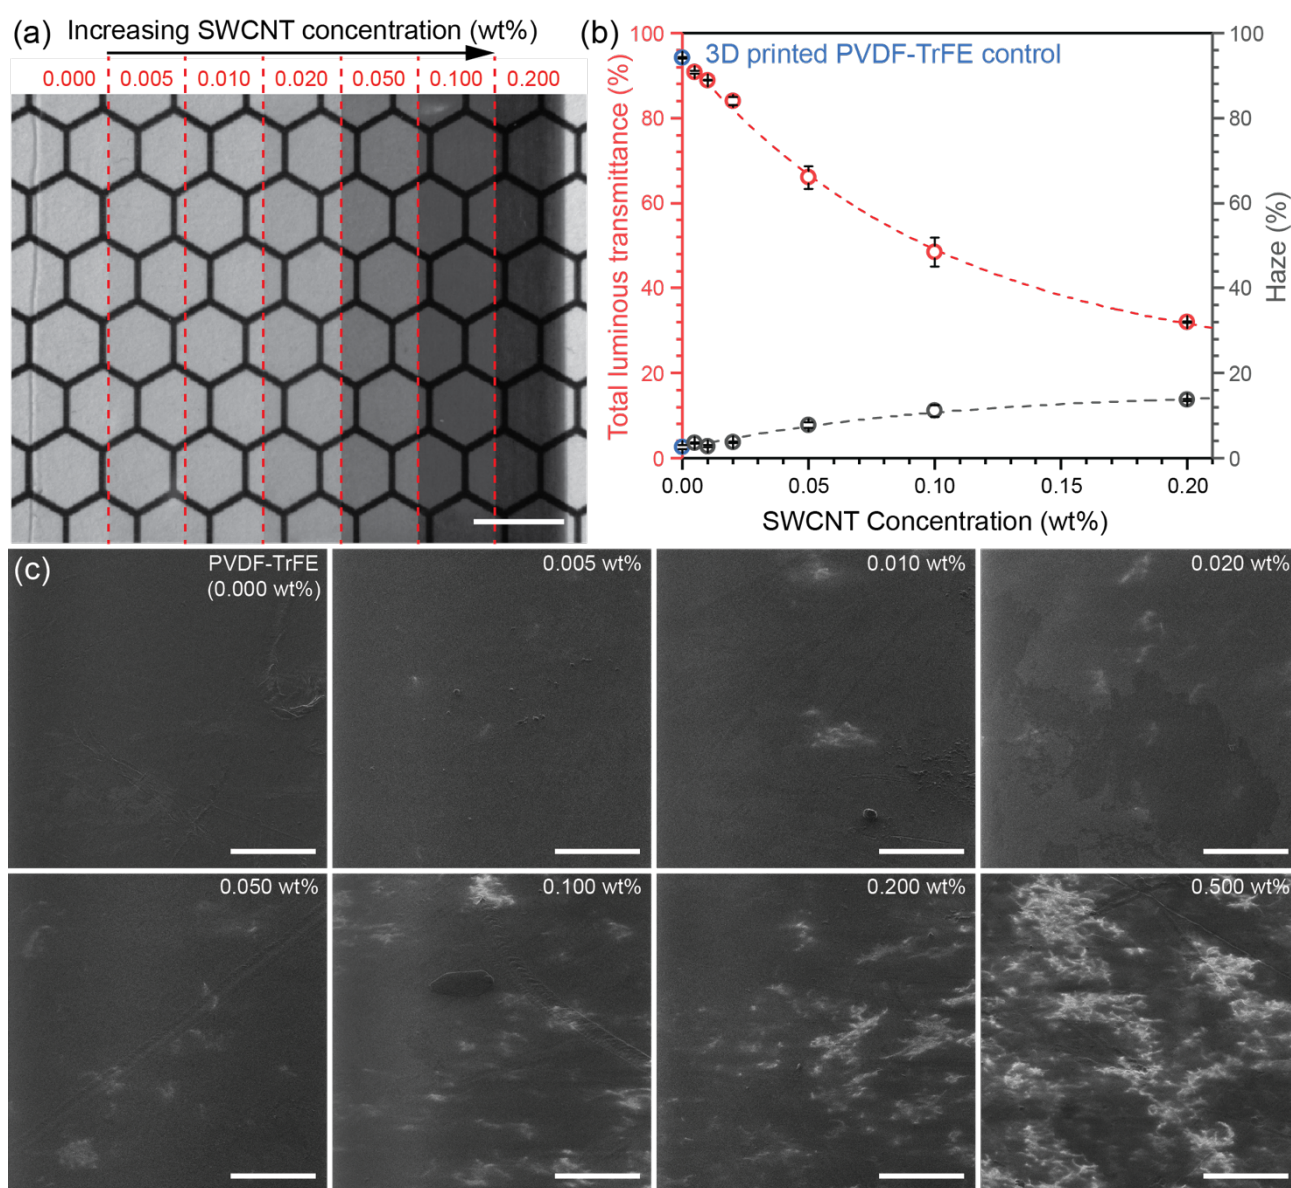 (a) Increasing SWCNT concentration (wt%)
0.000 0.005 0.010 0.020 0.050 0.100 0.200
(b)
3D printed PVDF-TrFE control
Total luminous transmittance (%)
100
80
60
40
20
0
Haze (%)
100
80
60
40
20
0
0.00 0.05 0.10 0.15 0.20
SWCNT Concentration (wt%)
(c)
PVDF-TrFE
(0.000 wt%)
0.005 wt%
0.010 wt%
0.020 wt%
0.050 wt%
0.100 wt%
0.200 wt%
0.500 wt%